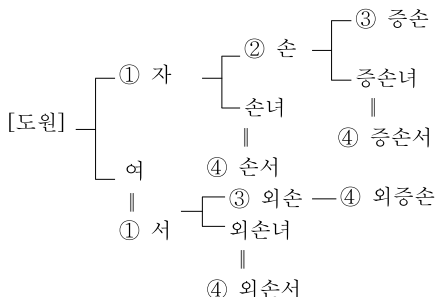 ③ 증손
② 손
① 자
증손녀
손녀
[도원]
④ 증손서
여
④ 손서
③ 외손
④ 외증손
① 서
외손녀
④ 외손서